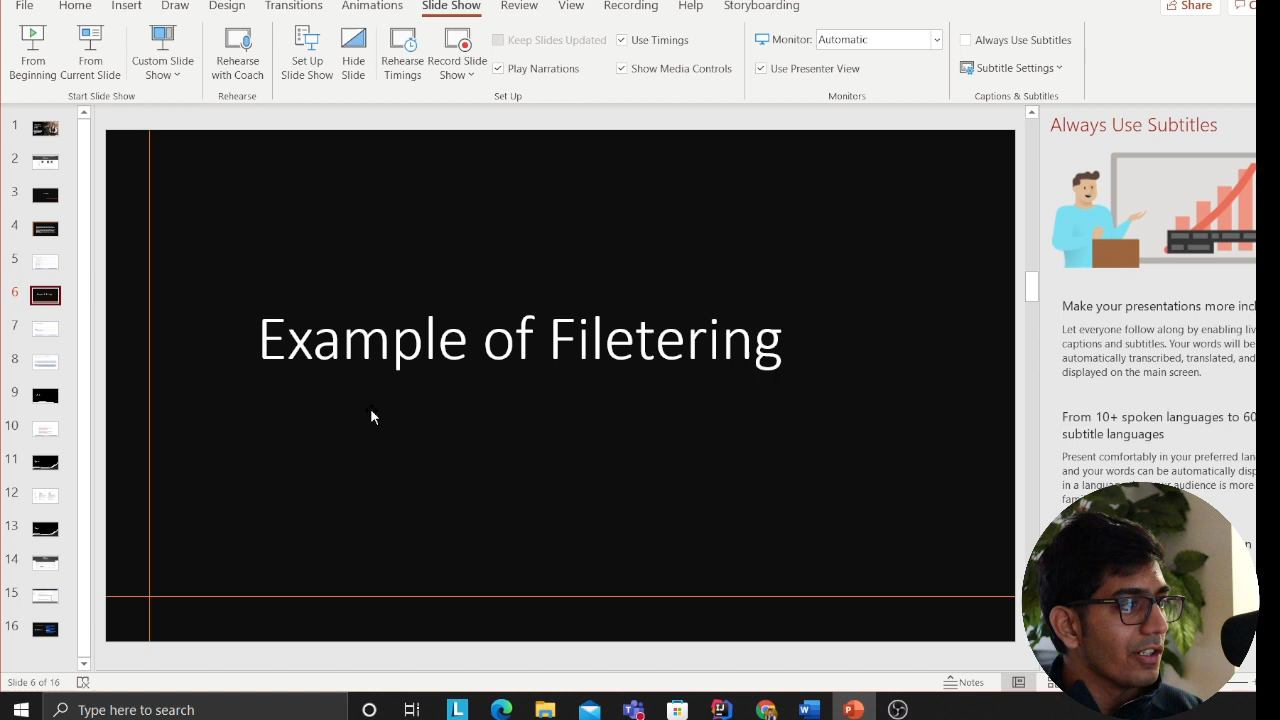 File Home Insert Draw Design Transitions Animations Slide Show Review View Recording Help Storyboarding Share
From Beginning
From Current Slide
Custom Slide Show
Start Slide Show
Rehearse with Coach
Rehearse
Set Up Slide Show
Hide Slide
Rehearse Timings
Record Slide Show
Keep Slides Updated
Play Narrations
Use Timings
Show Media Controls
Set Up
Monitor: Automatic
Use Presenter View
Monitors
Always Use Subtitles
Subtitle Settings
Captions & Subtitles
1
2
3
4
5
6
7
8
9
10
11
12
13
14
15
16
Example of Filetering
Always Use Subtitles
Make your presentations more
Let everyone follow along by enabling
captions and subtitles. Your words will be
automatically transcribed, translated, and
displayed on the main screen.
From 10+ spoken languages to
subtitle languages
Present comfortably in your preferred
and your words can be automatically
in a audience is more
Slide 6 of 16
Notes
Type here to search